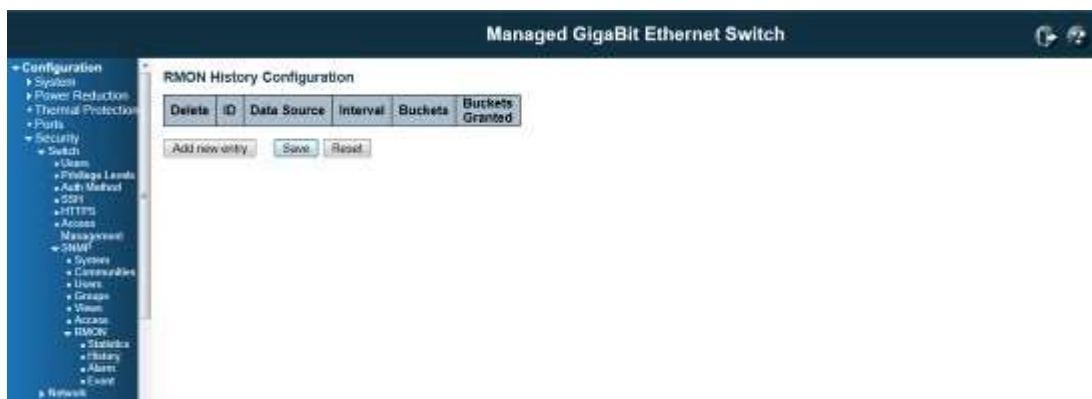 Managed GigaBit Ethernet Switch
Configuration
System
Power Reduction
Thermal Protection
Ports
Security
Switch
Users
Privilege Levels
Auth Method
SSH
HTTPS
Access
Management
SNMP
System
Communities
Users
Groups
Views
Access
RMON
Statistics
History
Alarm
Event
Network
RMON History Configuration
Delete ID Data Source Interval Buckets Buckets Granted
Add new entry Save Reset